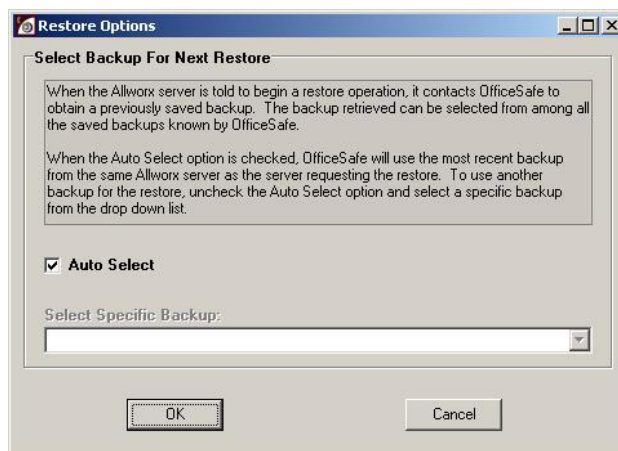 Restore Options
Select Backup For Next Restore
When the Allworx server is told to begin a restore operation, it contacts OfficeSafe to
obtain a previously saved backup. The backup retrieved can be selected from among all
the saved backups known by OfficeSafe.
When the Auto Select option is checked, OfficeSafe will use the most recent backup
from the same Allworx server as the server requesting the restore. To use another
backup for the restore, uncheck the Auto Select option and select a specific backup
from the drop down list.
Auto Select
Select Specific Backup:
OK
Cancel